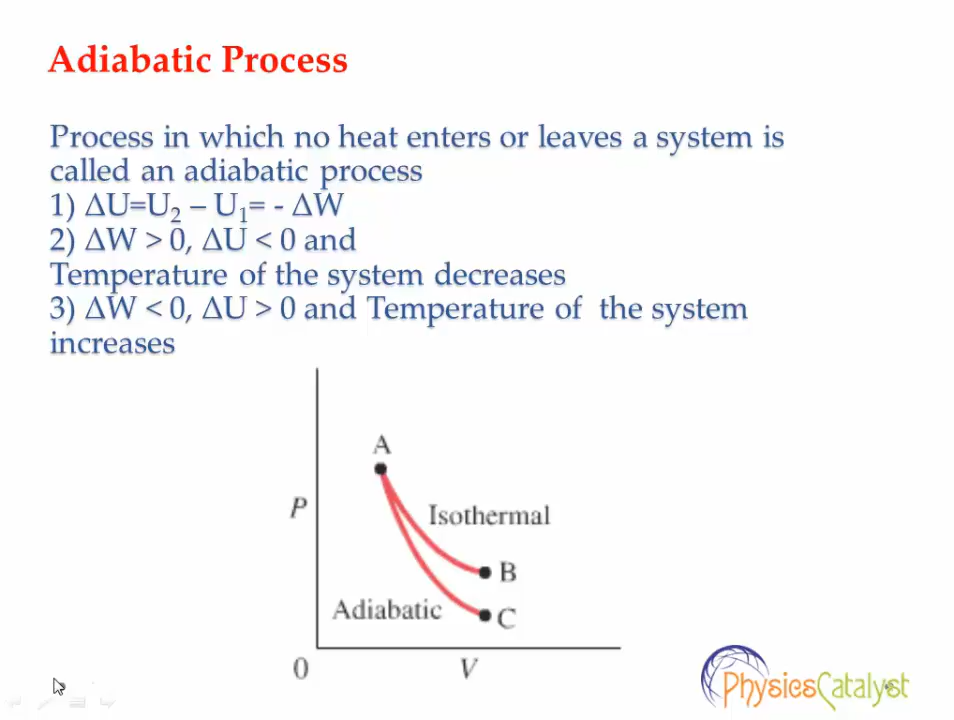 Adiabatic Process
Process in which no heat enters or leaves a system is
called an adiabatic process
1) ΔU=U₂ – U₁= - ΔW
2) ΔW > 0, ΔU < 0 and
Temperature of the system decreases
3) ΔW < 0, ΔU > 0 and Temperature of the system
increases
A
P
Isothermal
B
Adiabatic
C
0
V
PhysicsCatalyst